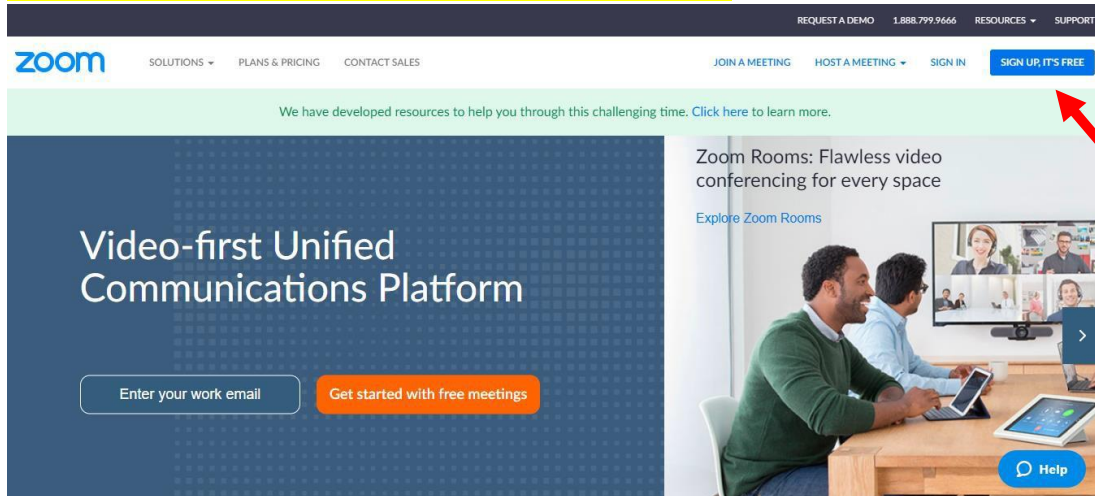 REQUEST A DEMO 1.888.799.9666 RESOURCES SUPPORT
zoom SOLUTIONS PLANS & PRICING CONTACT SALES JOIN A MEETING HOST A MEETING SIGN IN SIGN UP, IT'S FREE
We have developed resources to help you through this challenging time. Click here to learn more.
Zoom Rooms: Flawless video
conferencing for every space
Explore Zoom Rooms
Video-first Unified
Communications Platform
Enter your work email Get started with free meetings
Help